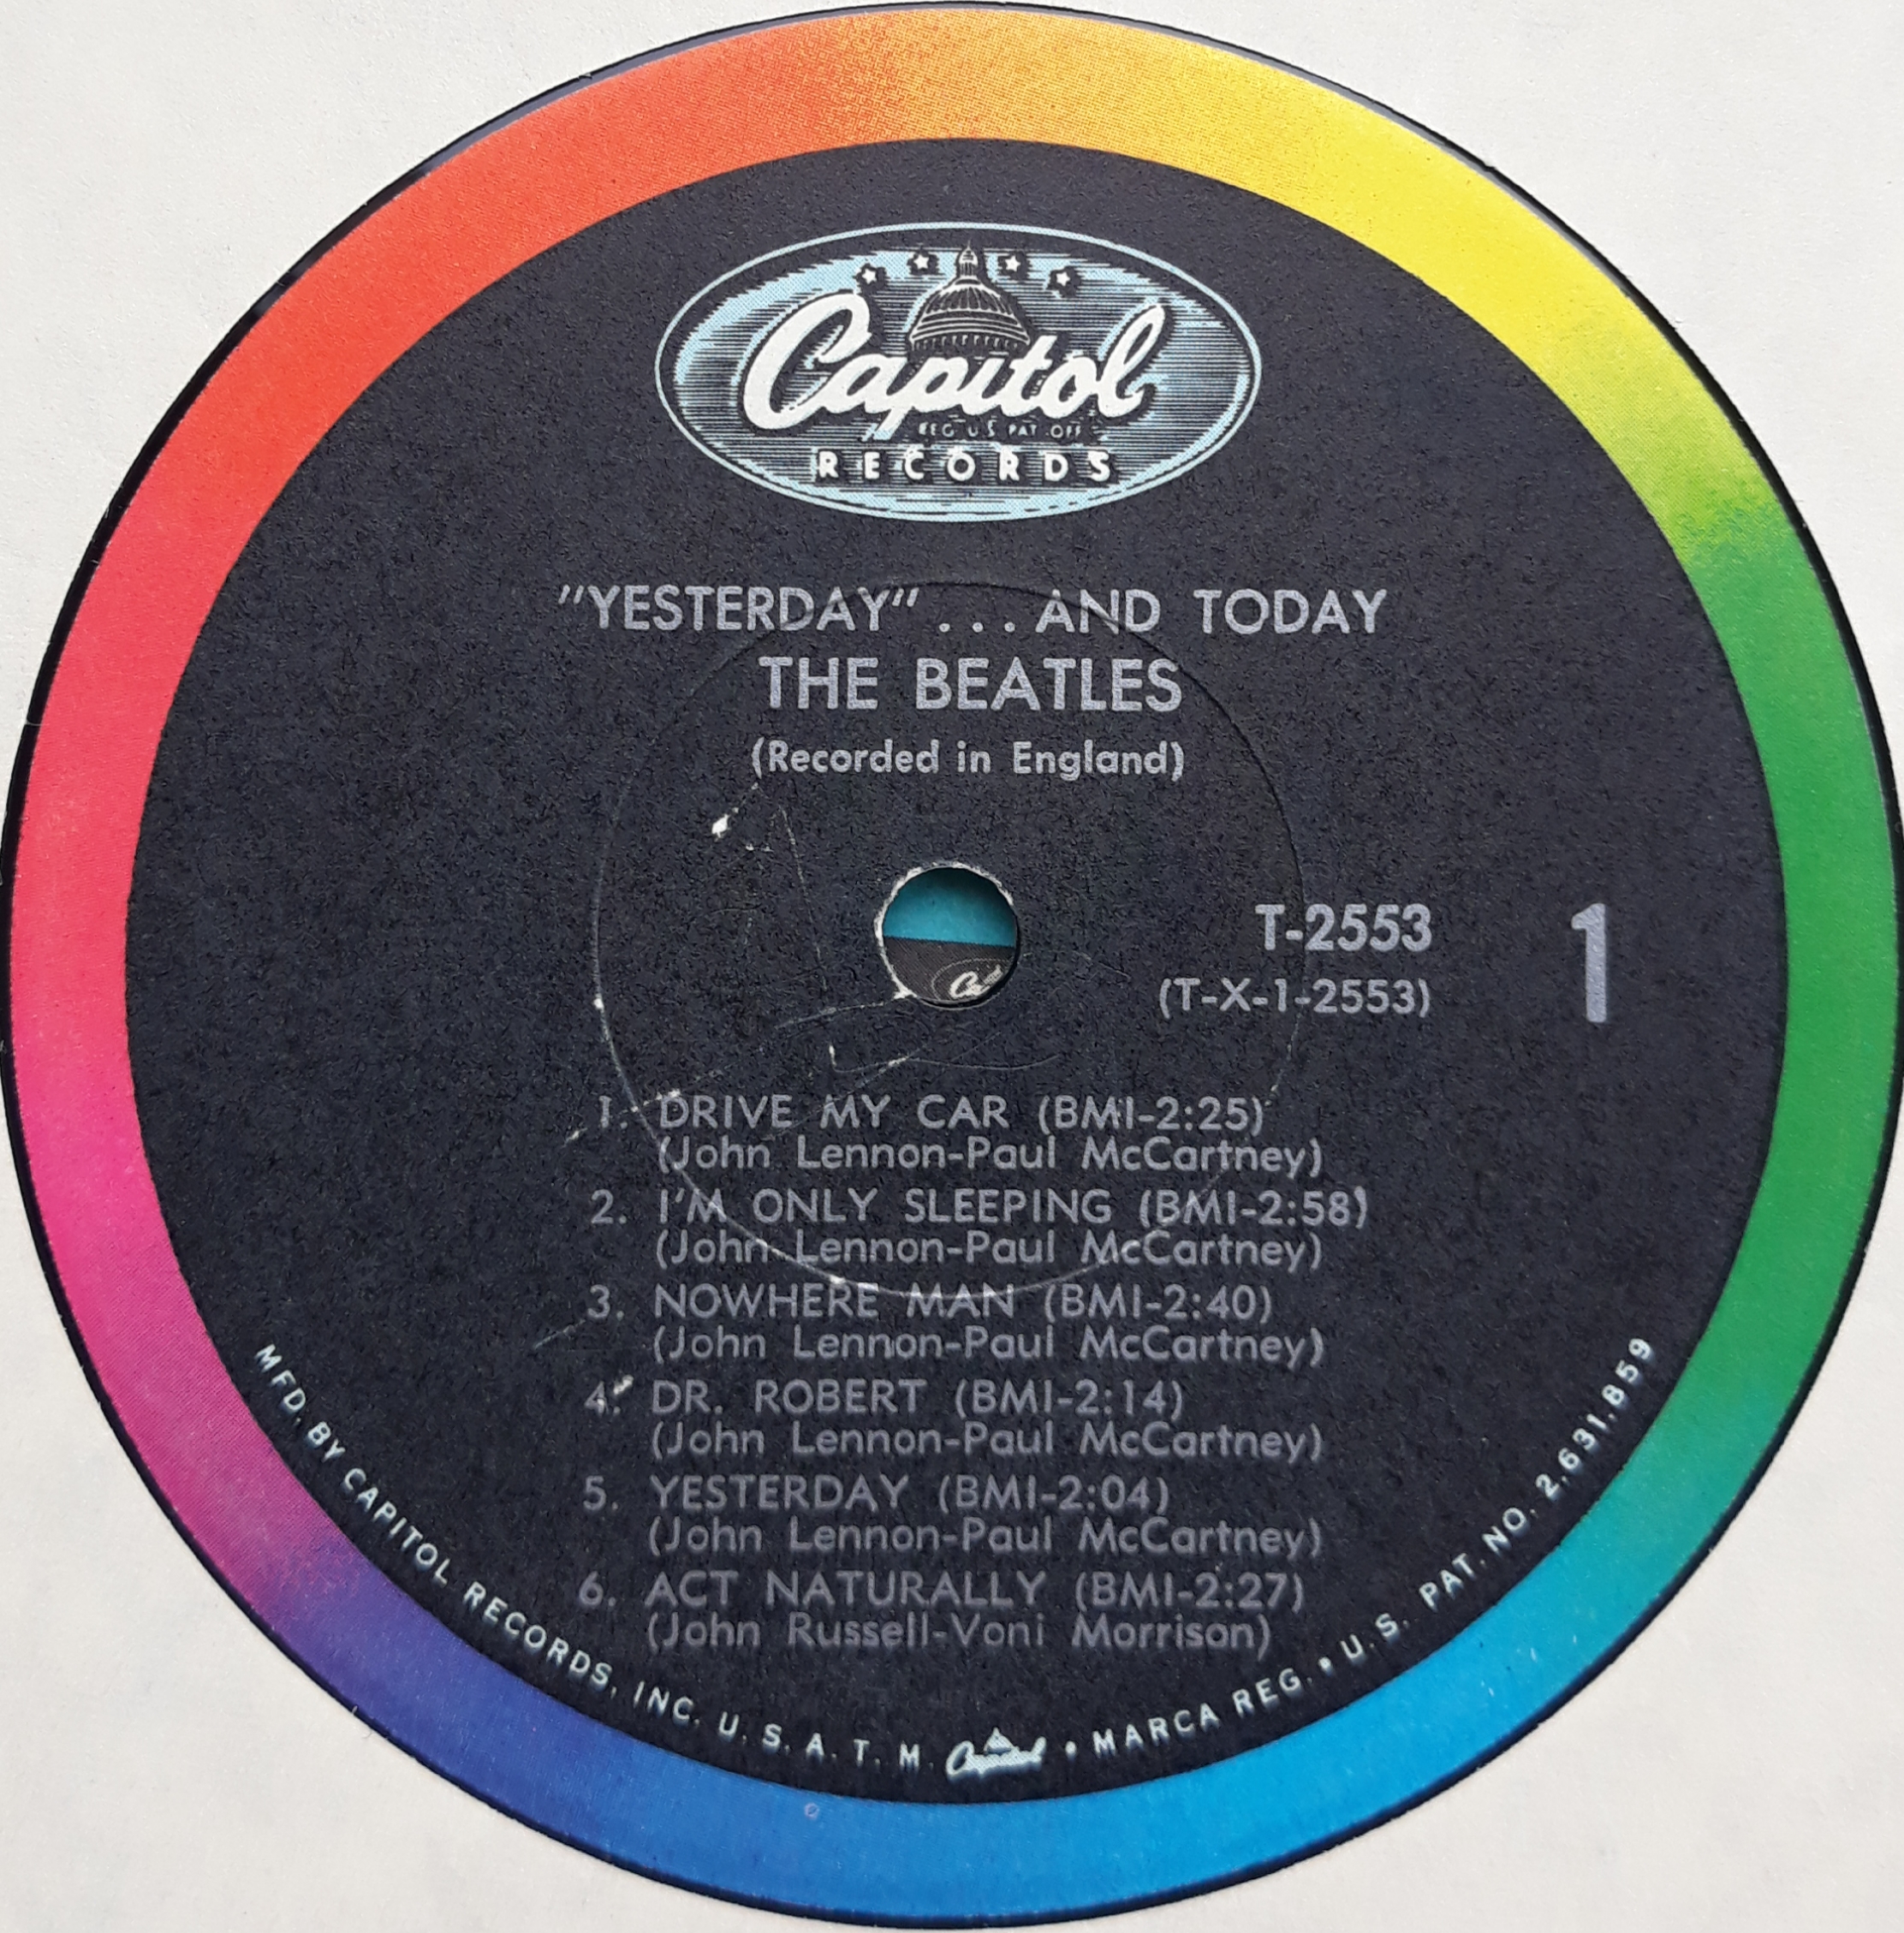 Capitol
REG U.S. PAT. OFF.
RECORDS
"YESTERDAY" . . . AND TODAY
THE BEATLES
(Recorded in England)
T-2553
(T-X-1-2553)
1
1. DRIVE MY CAR (BMI-2:25)
(John Lennon-Paul McCartney)
2. I'M ONLY SLEEPING (BMI-2:58)
(John Lennon-Paul McCartney)
3. NOWHERE MAN (BMI-2:40)
(John Lennon-Paul McCartney)
4. DR. ROBERT (BMI-2:14)
(John Lennon-Paul McCartney)
5. YESTERDAY (BMI-2:04)
(John Lennon-Paul McCartney)
6. ACT NATURALLY (BMI-2:27)
(John Russell-Voni Morrison)
MFD. BY CAPITOL RECORDS, INC. U. S. A. T. M. Capitol • MARCA REG. • U. S. PAT. NO. 2,631,859